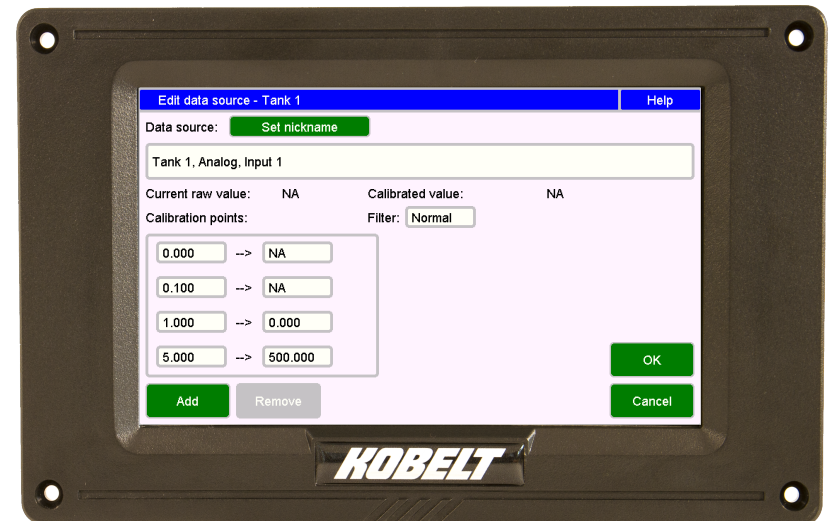 Edit data source - Tank 1 Help
Data source: Set nickname
Tank 1, Analog, Input 1
Current raw value: NA Calibrated value: NA
Calibration points: Filter: Normal
0.000 --> NA
0.100 --> NA
1.000 --> 0.000
5.000 --> 500.000
OK
Add Remove Cancel
KOBELT